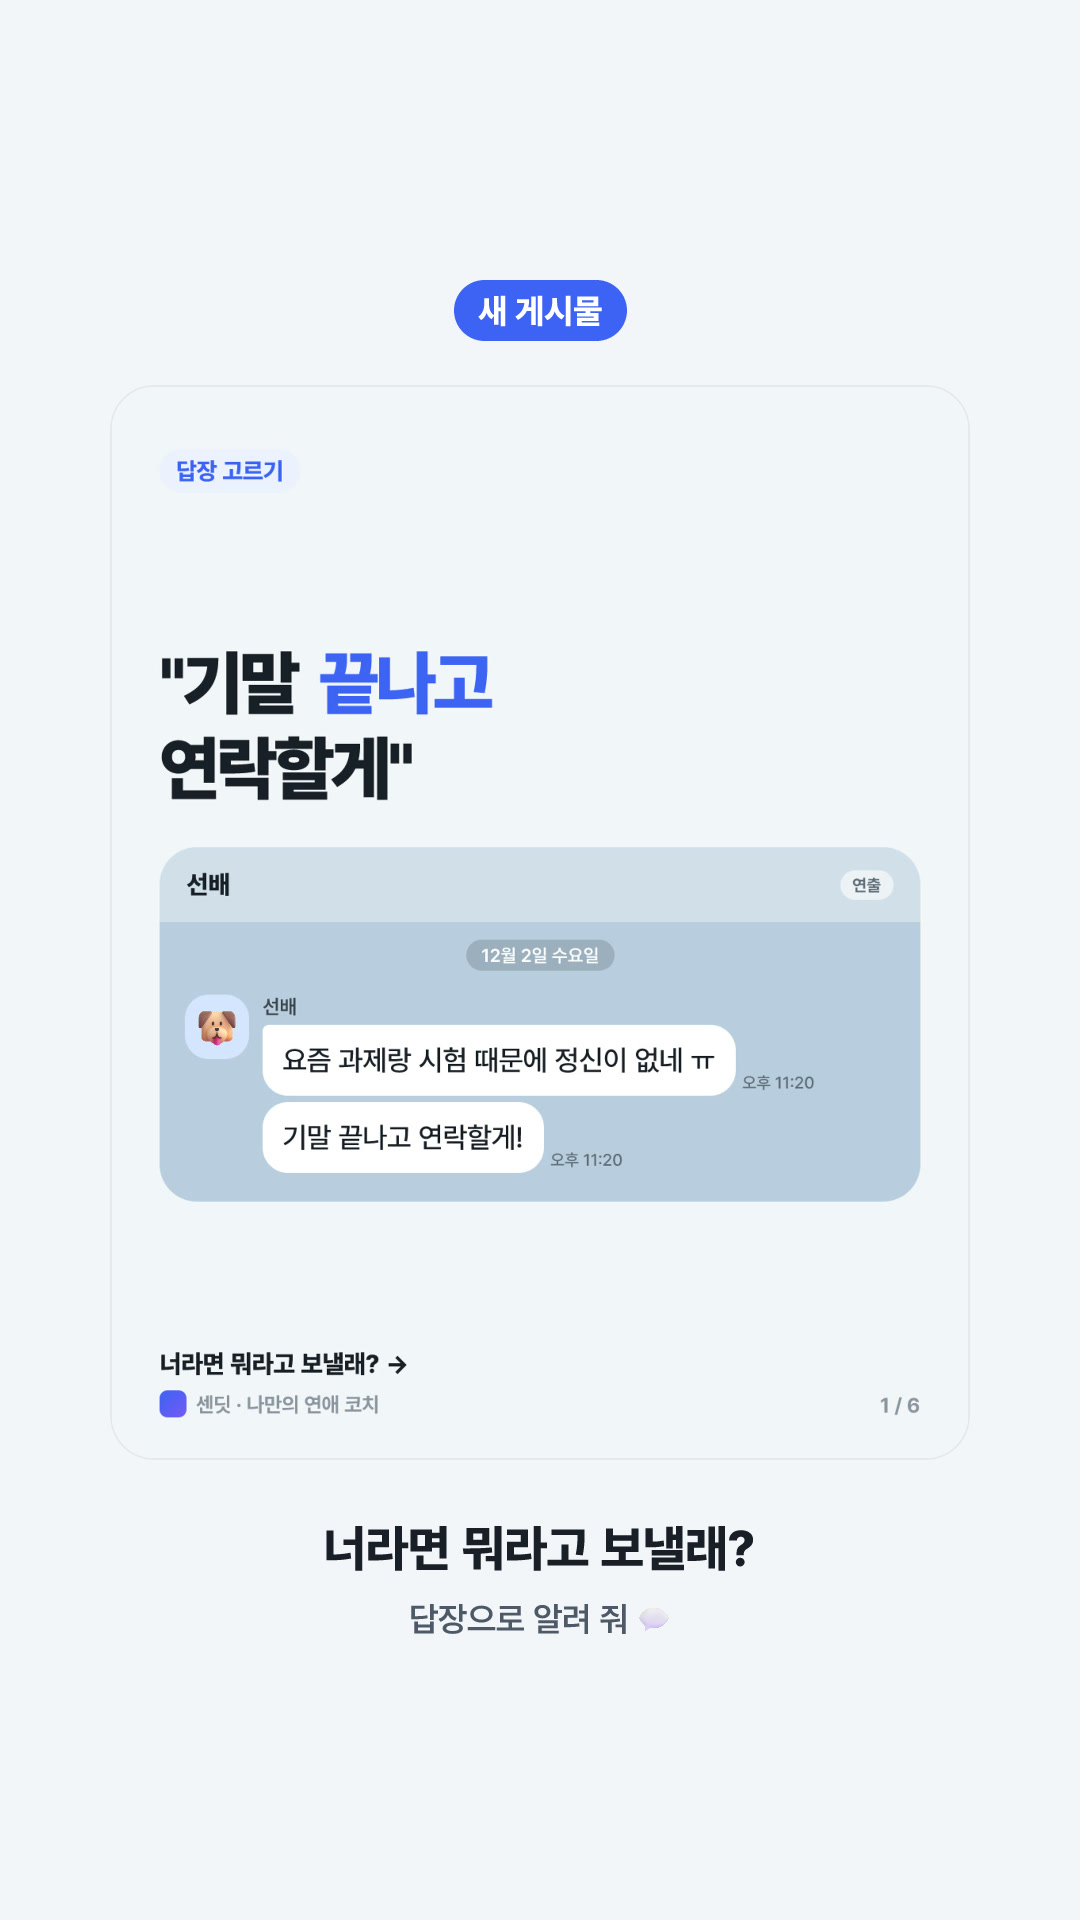 새 게시물
답장 고르기
"기말 끝나고
연락할게"
선배
연출
12월 2일 수요일
선배
요즘 과제랑 시험 때문에 정신이 없네 ㅠ
오후 11:20
기말 끝나고 연락할게!
오후 11:20
너라면 뭐라고 보낼래? →
센딧 · 나만의 연애 코치
1 / 6
너라면 뭐라고 보낼래?
답장으로 알려 줘 💬